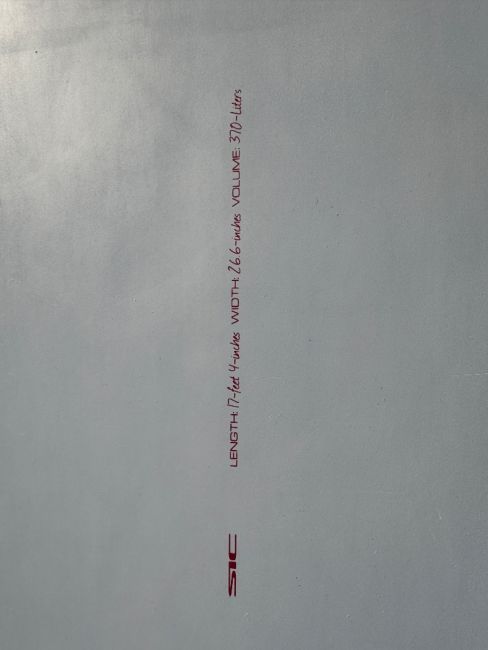 SIC LENGTH: 17-feet 4-inches WIDTH: 26 6-inches VOLUME: 370-Liters